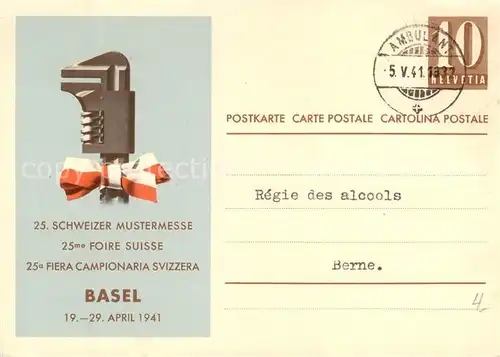 AMBULANT
-5.V.41.
10
HELVETIA
POSTKARTE CARTE POSTALE CARTOLINA POSTALE
25. SCHWEIZER MUSTERMESSE
25me FOIRE SUISSE
25a FIERA CAMPIONARIA SVIZZERA
BASEL
19.—29. APRIL 1941
Régie des alcools
Berne.
4